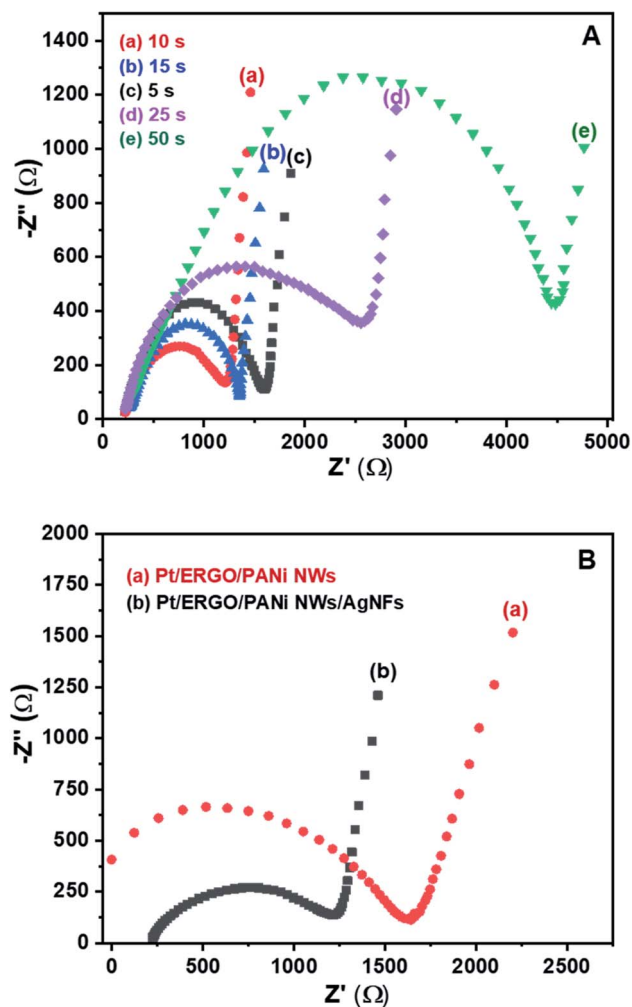 A
(a) 10 s
(b) 15 s
(c) 5 s
(d) 25 s
(e) 50 s
(a)
(b)
(c)
(d)
(e)
1400
1200
1000
800
600
400
200
0
-Z" (Ω)
0 1000 2000 3000 4000 5000
Z' (Ω)
B
(a) Pt/ERGO/PANi NWs
(b) Pt/ERGO/PANi NWs/AgNFs
(a)
(b)
2000
1750
1500
1250
1000
750
500
250
0
-Z" (Ω)
0 500 1000 1500 2000 2500
Z' (Ω)